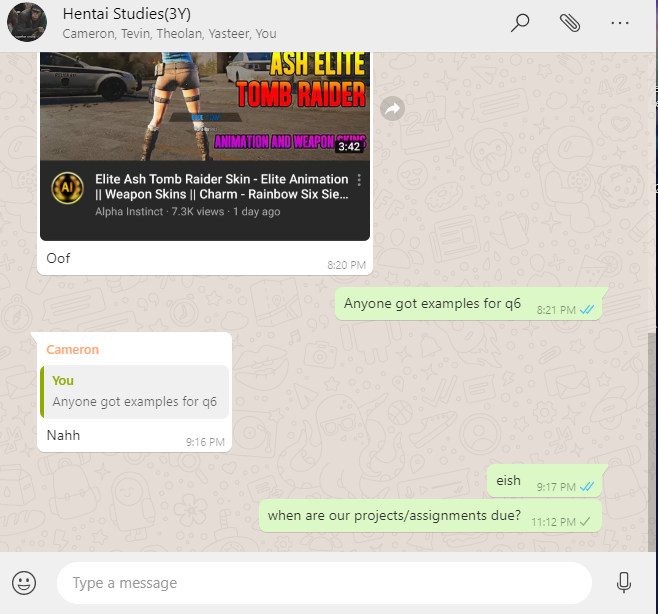 Hentai Studies(3Y)
Cameron, Tevin, Theolan, Yasteer, You
ASH ELITE
TOMB RAIDER
ANIMATION AND WEAPON SKINS
3:42
Elite Ash Tomb Raider Skin - Elite Animation
|| Weapon Skins || Charm - Rainbow Six Sie...
Alpha Instinct · 7.3K views · 1 day ago
AI
Oof
8:20 PM
Anyone got examples for q6
8:21 PM
Cameron
You
Anyone got examples for q6
Nahh
9:16 PM
eish
9:17 PM
when are our projects/assignments due?
11:12 PM
Type a message